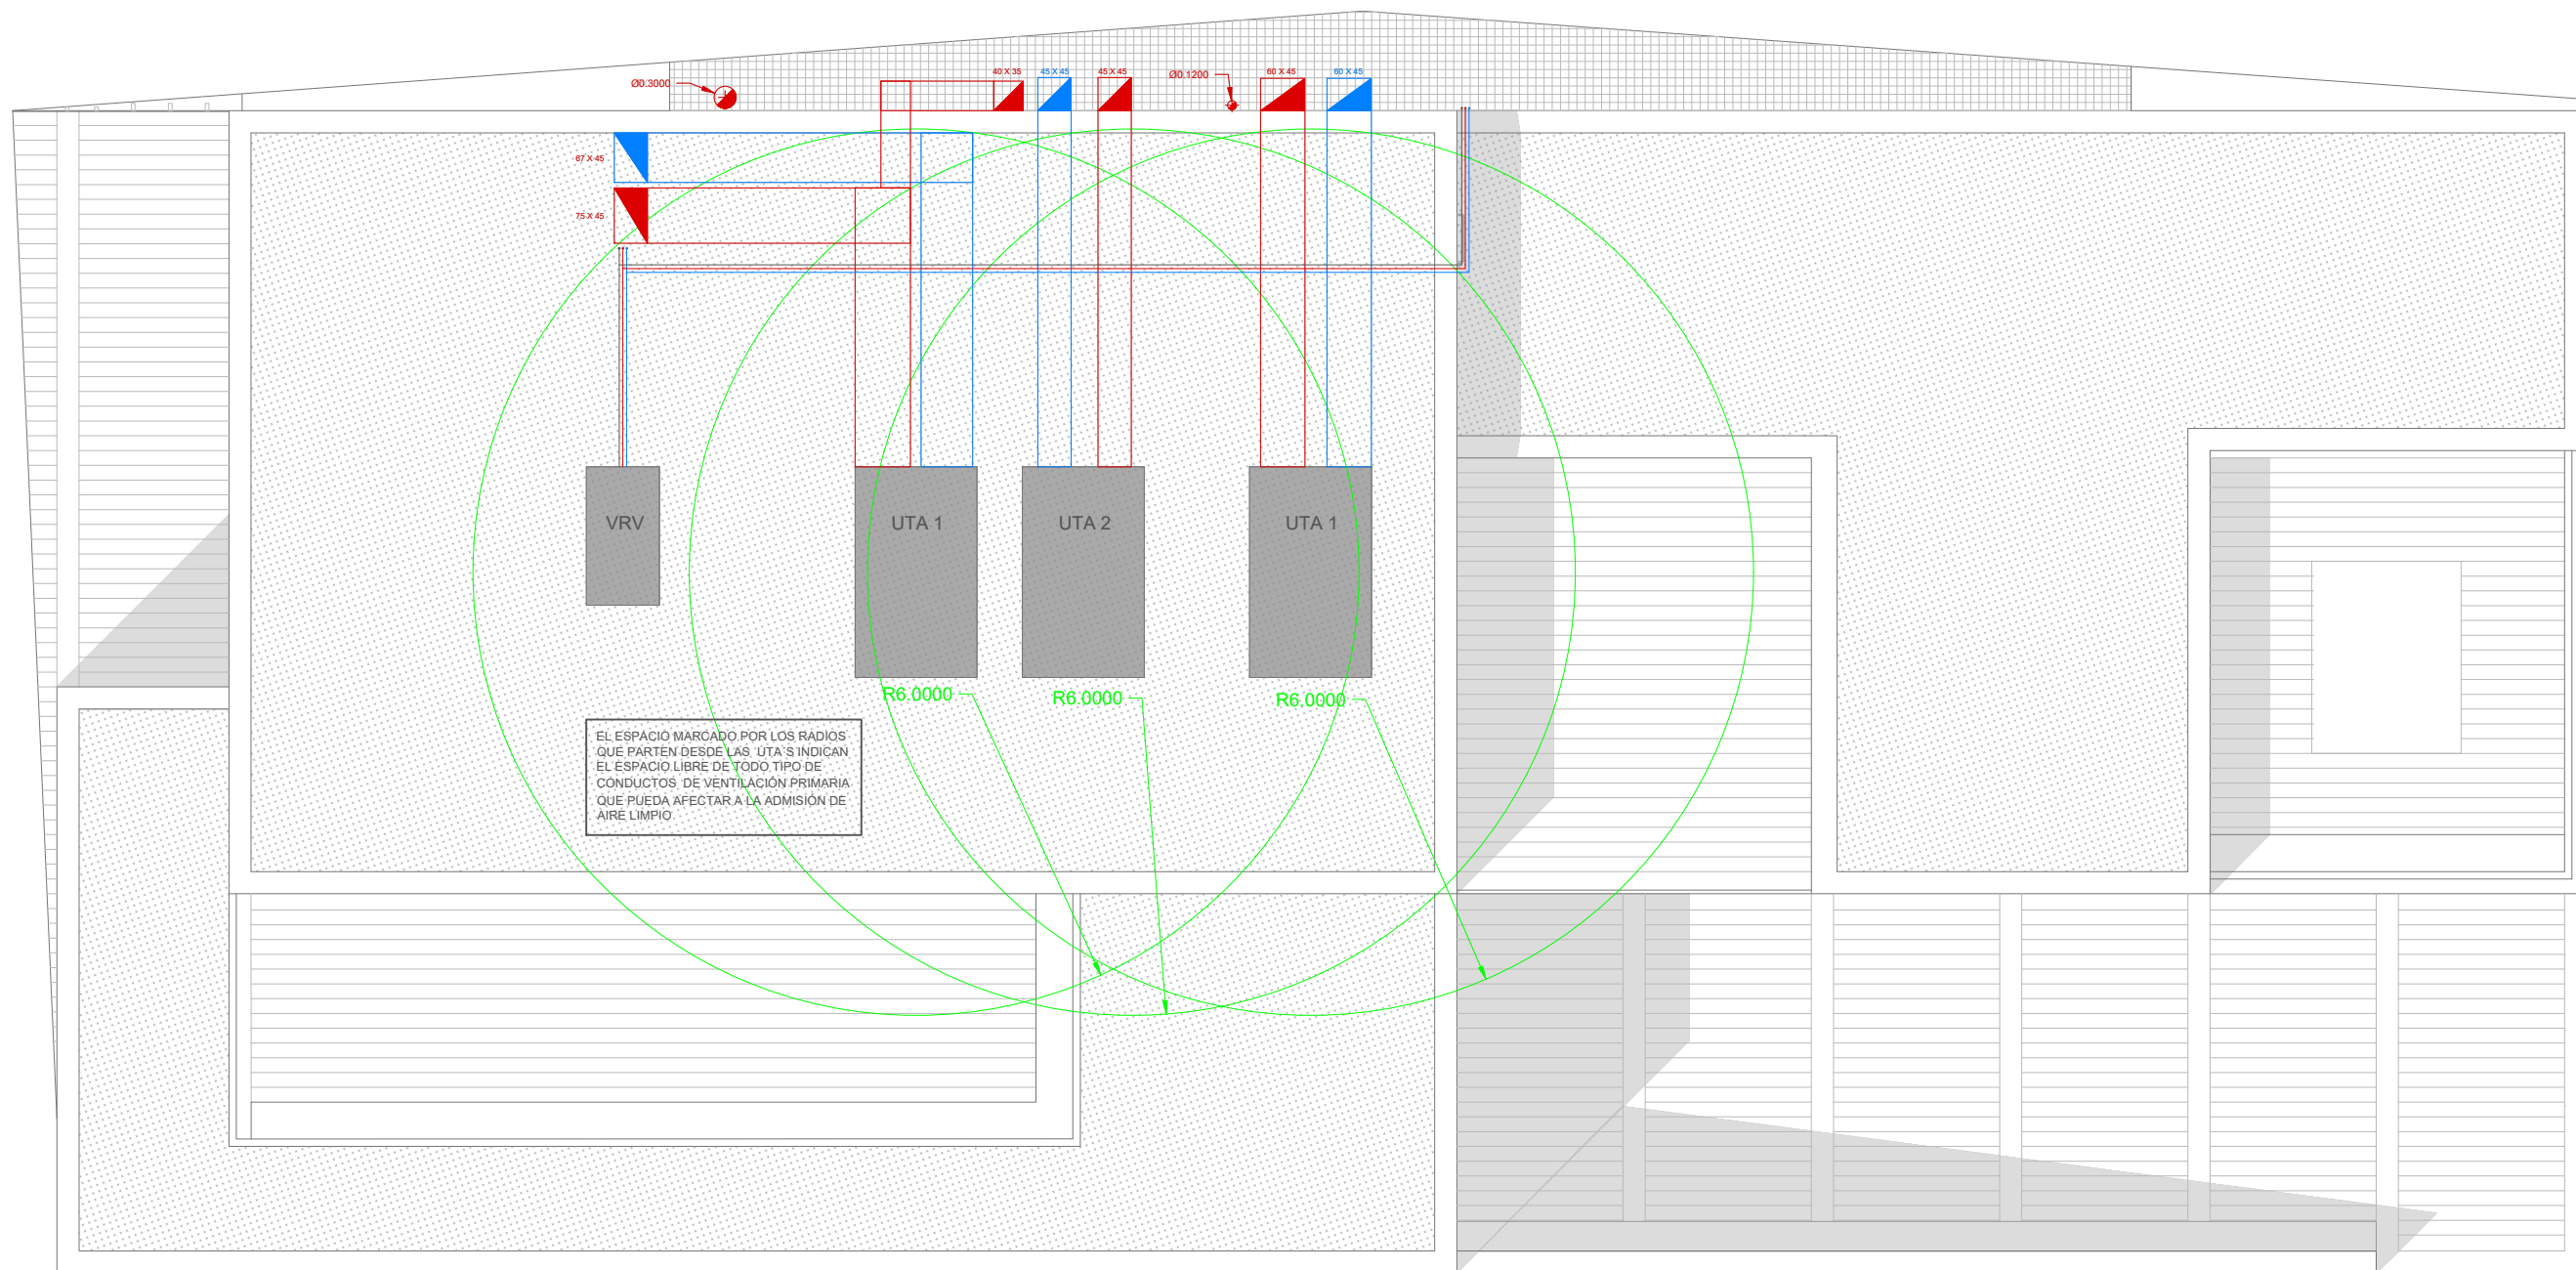 40 X 35
45 X 45
45 X 45
Ø0.1200
60 X 45
60 X 45
Ø0.3000
67 X 45
75 X 45
VRV
UTA 1
UTA 2
UTA 1
R6.0000
R6.0000
R6.0000
EL ESPACIO MARCADO POR LOS RADIOS
QUE PARTEN DESDE LAS UTA´S INDICAN
EL ESPACIO LIBRE DE TODO TIPO DE
CONDUCTOS DE VENTILACIÓN PRIMARIA
QUE PUEDA AFECTAR A LA ADMISIÓN DE
AIRE LIMPIO